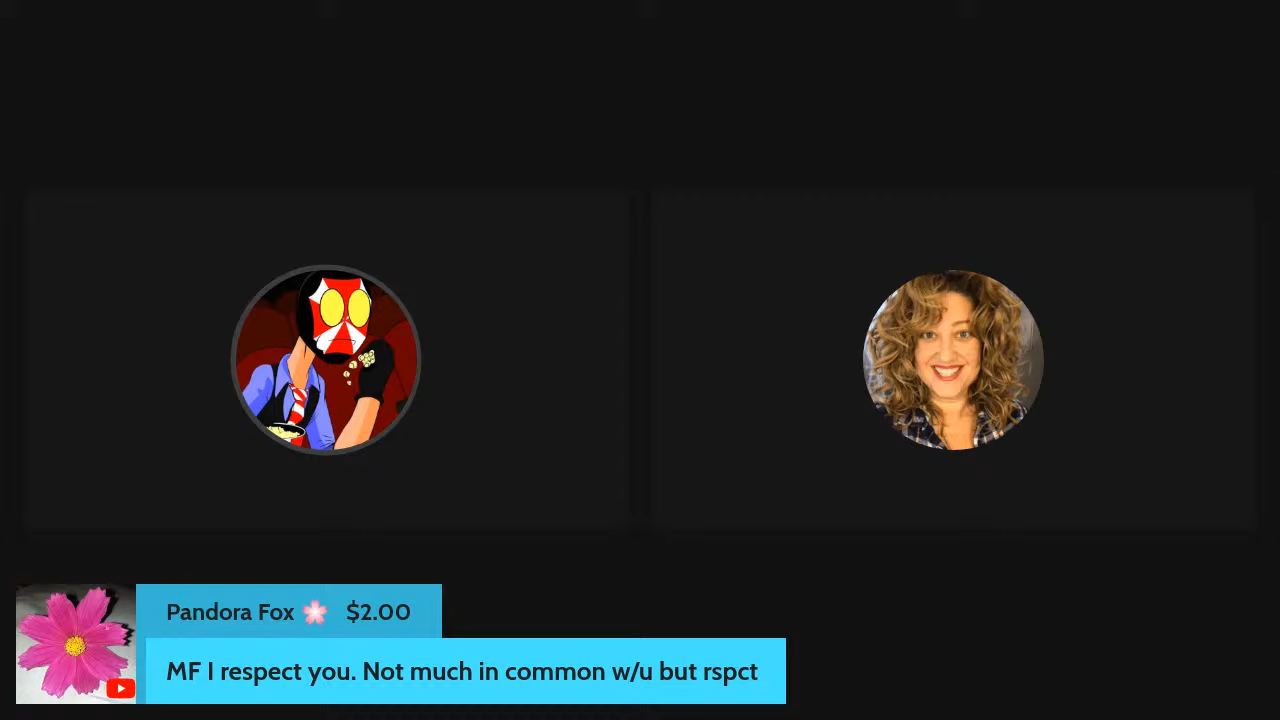 Pandora Fox 🌸 $2.00
MF I respect you. Not much in common w/u but rspct